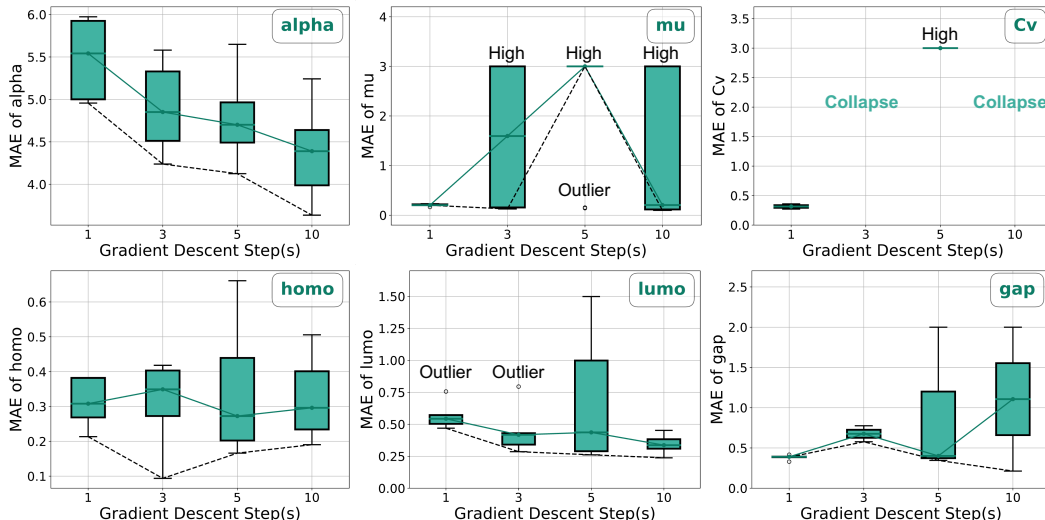 alpha
MAE of alpha
6.0
5.5
5.0
4.5
4.0
1
3
5
10
Gradient Descent Step(s)
mu
MAE of mu
4
3
2
1
0
High
High
High
Outlier
1
3
5
10
Gradient Descent Step(s)
Cv
MAE of Cv
3.5
3.0
2.5
2.0
1.5
1.0
0.5
0.0
High
Collapse
Collapse
1
3
5
10
Gradient Descent Step(s)
homo
MAE of homo
0.6
0.5
0.4
0.3
0.2
0.1
1
3
5
10
Gradient Descent Step(s)
lumo
MAE of lumo
1.50
1.25
1.00
0.75
0.50
0.25
0.00
Outlier
Outlier
1
3
5
10
Gradient Descent Step(s)
gap
MAE of gap
2.5
2.0
1.5
1.0
0.5
0.0
1
3
5
10
Gradient Descent Step(s)